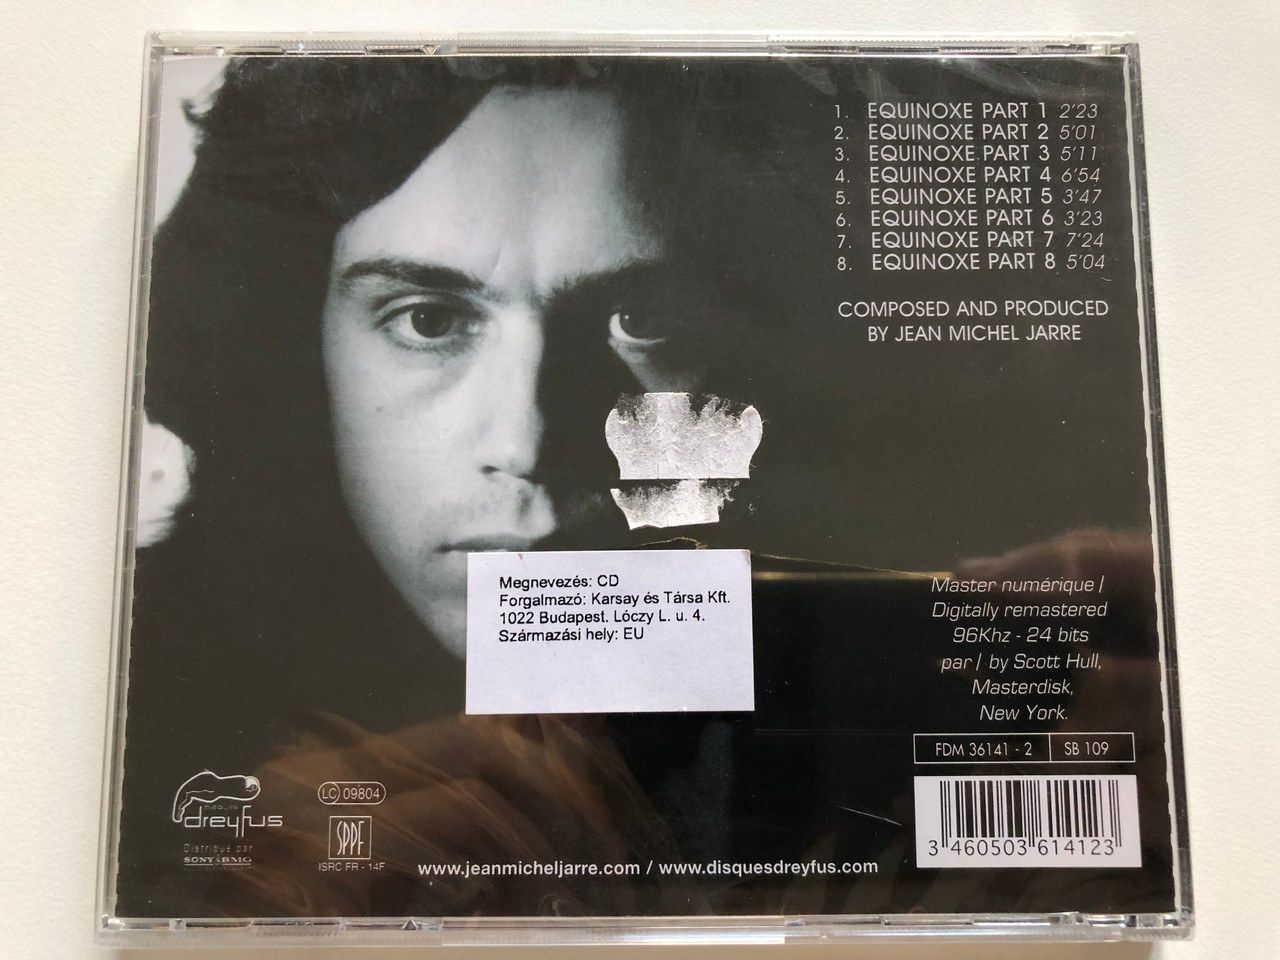 1. EQUINOXE PART 1 2'23
2. EQUINOXE PART 2 5'01
3. EQUINOXE PART 3 5'11
4. EQUINOXE PART 4 6'54
5. EQUINOXE PART 5 3'47
6. EQUINOXE PART 6 3'23
7. EQUINOXE PART 7 7'24
8. EQUINOXE PART 8 5'04
COMPOSED AND PRODUCED
BY JEAN MICHEL JARRE
Megnevezés: CD
Forgalmazó: Karsay és Társa Kft.
1022 Budapest. Lóczy L. u. 4.
Származási hely: EU
Master numérique /
Digitally remastered
96Khz - 24 bits
par / by Scott Hull,
Masterdisk,
New York.
FDM 36141 - 2 SB 109
3 460503 614123
dreyfus
Distribué par
SONY BMG
LC 09804
SPPF
ISRC FR - 14F
www.jeanmicheljarre.com / www.disquesdreyfus.com